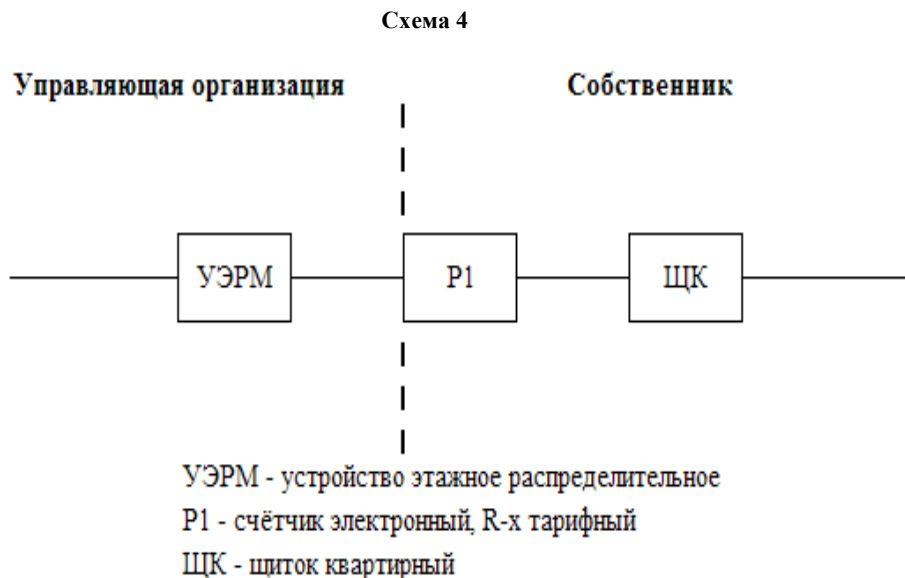 Схема 4
Управляющая организация Собственник
УЭРМ Р1 ЩК
УЭРМ - устройство этажное распределительное
Р1 - счётчик электронный, R-х тарифный
ЩК - щиток квартирный